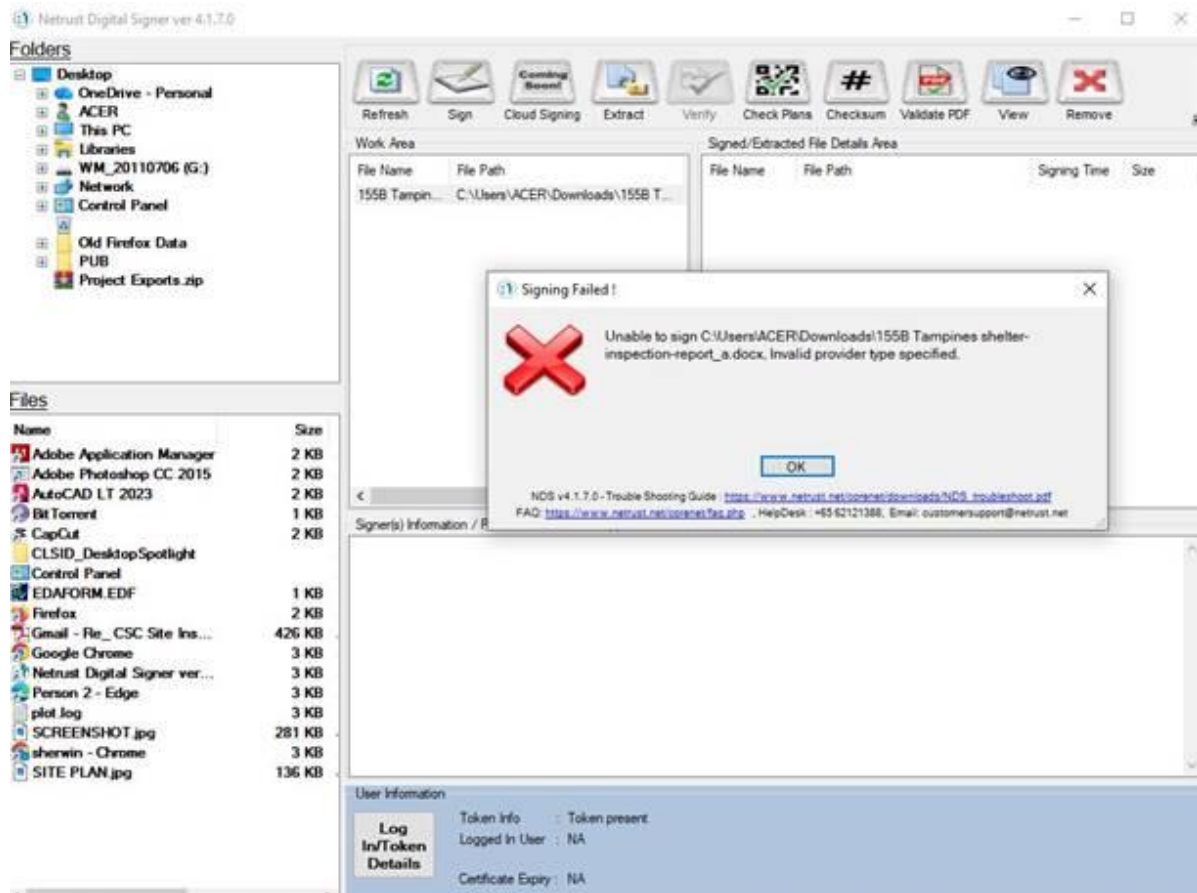 Netrust Digital Signer ver 4.1.7.0
Folders
Desktop
OneDrive - Personal
ACER
This PC
Libraries
WM_20110706 (G:)
Network
Control Panel
Old Firefox Data
PUB
Project Exports.zip
Coming Soon!
#
PDF
Refresh Sign Cloud Signing Extract Verify Check Plans Checksum Validate PDF View Remove
Work Area
File Name File Path
155B Tampin... C:\Users\ACER\Downloads\155B T...
Signed/Extracted File Details Area
File Name File Path Signing Time Size
Signing Failed !
Unable to sign C:\Users\ACER\Downloads\155B Tampines shelter-
inspection-report_a.docx, Invalid provider type specified.
OK
NDS v4.1.7.0 - Trouble Shooting Guide : https://www.netrust.net/corenet/downloads/NDS_troubleshoot.pdf
FAQ: https://www.netrust.net/corenet/faq.php , HelpDesk : +65 62121388, Email: customersupport@netrust.net
Files
Name Size
Adobe Application Manager 2 KB
Adobe Photoshop CC 2015 2 KB
AutoCAD LT 2023 2 KB
BitTorrent 1 KB
CapCut 2 KB
CLSID_DesktopSpotlight
Control Panel
EDAFORM.EDF 1 KB
Firefox 2 KB
Gmail - Re_ CSC Site Ins... 426 KB
Google Chrome 3 KB
Netrust Digital Signer ver... 3 KB
Person 2 - Edge 3 KB
plot.log 3 KB
SCREENSHOT.jpg 281 KB
sherwin - Chrome 3 KB
SITE PLAN.jpg 136 KB
Signer(s) Information /
User Information
Log In/Token Details
Token Info : Token present
Logged In User : NA
Certificate Expiry : NA